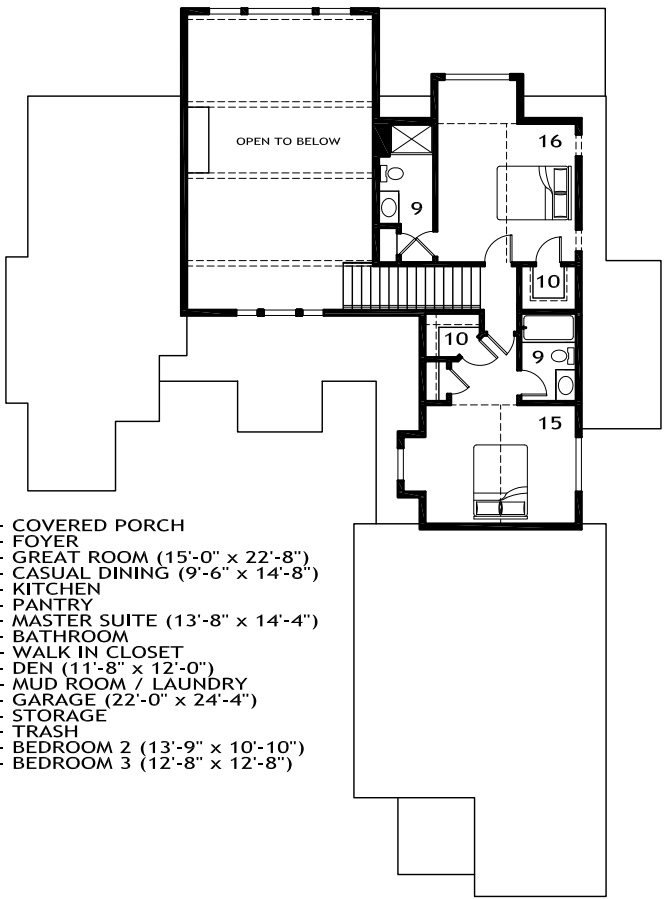 OPEN TO BELOW
16
9
10
10
9
15
- COVERED PORCH
- FOYER
- GREAT ROOM (15'-0" x 22'-8")
- CASUAL DINING (9'-6" x 14'-8")
- KITCHEN
- PANTRY
- MASTER SUITE (13'-8" x 14'-4")
- BATHROOM
- WALK IN CLOSET
- DEN (11'-8" x 12'-0")
- MUD ROOM / LAUNDRY
- GARAGE (22'-0" x 24'-4")
- STORAGE
- TRASH
- BEDROOM 2 (13'-9" x 10'-10")
- BEDROOM 3 (12'-8" x 12'-8")